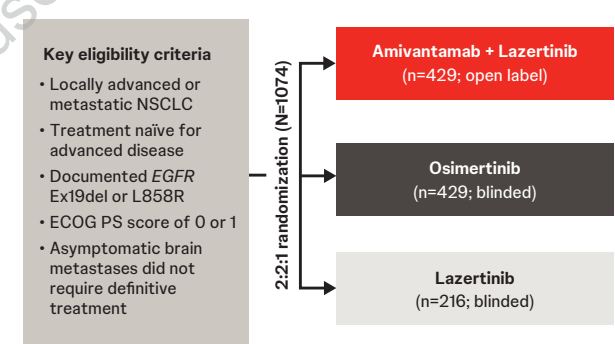 Key eligibility criteria
• Locally advanced or
metastatic NSCLC
• Treatment naïve for
advanced disease
• Documented EGFR
Ex19del or L858R
• ECOG PS score of 0 or 1
• Asymptomatic brain
metastases did not
require definitive
treatment
2:2:1 randomization (N=1074)
Amivantamab + Lazertinib
(n=429; open label)
Osimertinib
(n=429; blinded)
Lazertinib
(n=216; blinded)